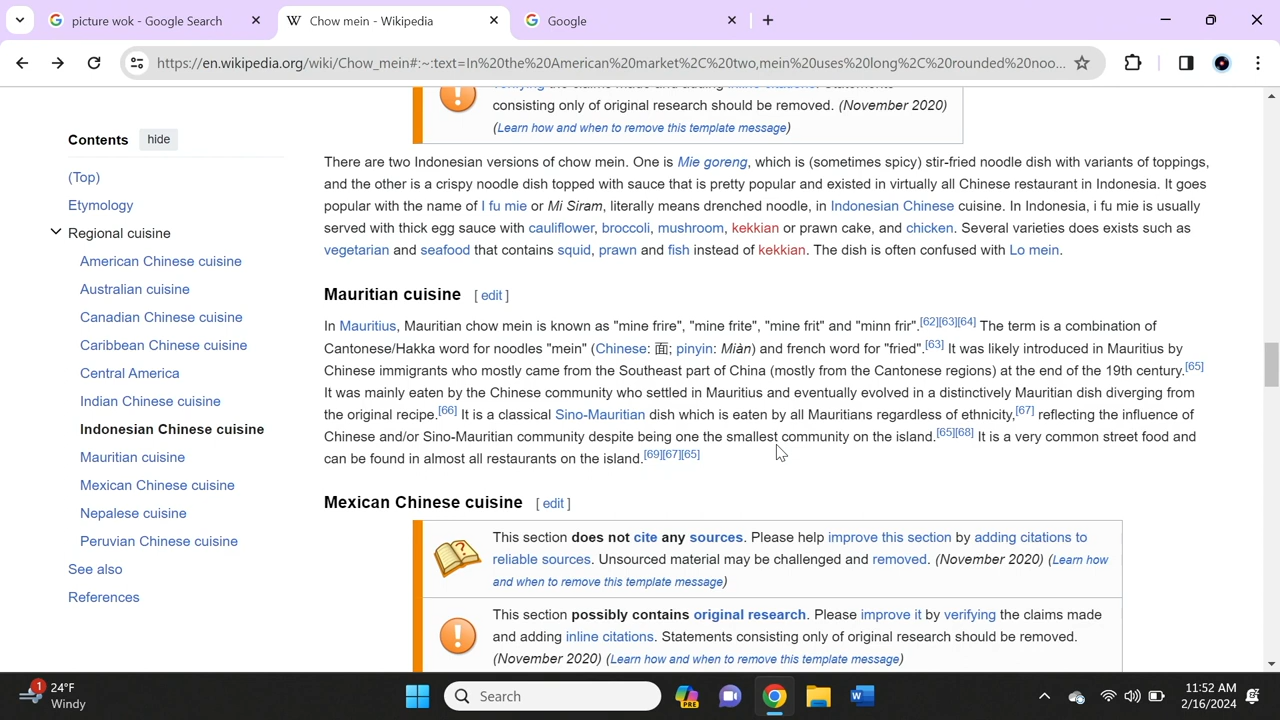 picture wok - Google Search
Chow mein - Wikipedia
Google
https://en.wikipedia.org/wiki/Chow_mein#:~:text=In%20the%20American%20market%2C%20two,mein%20uses%20long%2C%20rounded%20noo...
consisting only of original research should be removed. (November 2020)
(Learn how and when to remove this template message)
Contents hide
(Top)
Etymology
Regional cuisine
American Chinese cuisine
Australian cuisine
Canadian Chinese cuisine
Caribbean Chinese cuisine
Central America
Indian Chinese cuisine
Indonesian Chinese cuisine
Mauritian cuisine
Mexican Chinese cuisine
Nepalese cuisine
Peruvian Chinese cuisine
See also
References
There are two Indonesian versions of chow mein. One is Mie goreng, which is (sometimes spicy) stir-fried noodle dish with variants of toppings,
and the other is a crispy noodle dish topped with sauce that is pretty popular and existed in virtually all Chinese restaurant in Indonesia. It goes
popular with the name of I fu mie or Mi Siram, literally means drenched noodle, in Indonesian Chinese cuisine. In Indonesia, i fu mie is usually
served with thick egg sauce with cauliflower, broccoli, mushroom, kekkian or prawn cake, and chicken. Several varieties does exists such as
vegetarian and seafood that contains squid, prawn and fish instead of kekkian. The dish is often confused with Lo mein.
Mauritian cuisine [ edit ]
In Mauritius, Mauritian chow mein is known as "mine frire", "mine frite", "mine frit" and "minn frir".[62][63][64] The term is a combination of
Cantonese/Hakka word for noodles "mein" (Chinese: 面; pinyin: Miàn) and french word for "fried".[63] It was likely introduced in Mauritius by
Chinese immigrants who mostly came from the Southeast part of China (mostly from the Cantonese regions) at the end of the 19th century.[65]
It was mainly eaten by the Chinese community who settled in Mauritius and eventually evolved in a distinctively Mauritian dish diverging from
the original recipe.[66] It is a classical Sino-Mauritian dish which is eaten by all Mauritians regardless of ethnicity,[67] reflecting the influence of
Chinese and/or Sino-Mauritian community despite being one the smallest community on the island.[65][68] It is a very common street food and
can be found in almost all restaurants on the island.[69][67][65]
Mexican Chinese cuisine [ edit ]
This section does not cite any sources. Please help improve this section by adding citations to
reliable sources. Unsourced material may be challenged and removed. (November 2020) (Learn how
and when to remove this template message)
This section possibly contains original research. Please improve it by verifying the claims made
and adding inline citations. Statements consisting only of original research should be removed.
(November 2020) (Learn how and when to remove this template message)
1
24°F
Windy
Search
PRE
11:52 AM
2/16/2024